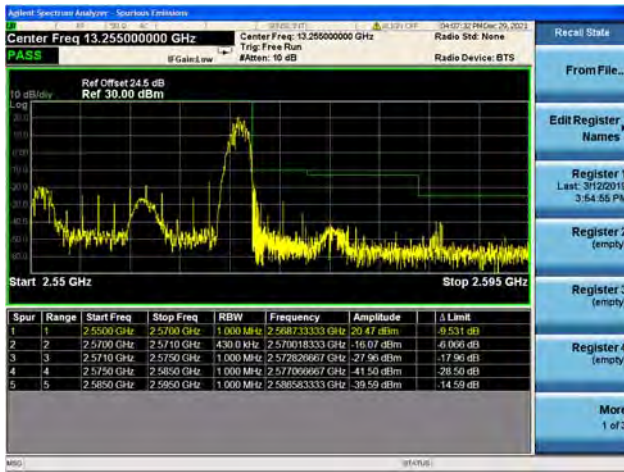 Agilent Spectrum Analyzer - Spurious Emissions
SENSE:INT ALIGN OFF 04:07:32 PM Dec 29, 2021
Center Freq 13.255000000 GHz Center Freq: 13.255000000 GHz Radio Std: None
Trig: Free Run
PASS IFGain:Low #Atten: 10 dB Radio Device: BTS
Ref Offset 24.5 dB
10 dB/div Ref 30.00 dBm
Log
Start 2.55 GHz Stop 2.595 GHz
Spur Range Start Freq Stop Freq RBW Frequency Amplitude Δ Limit
1 1 2.5500 GHz 2.5700 GHz 1.000 MHz 2.568733333 GHz 20.47 dBm -9.531 dB
2 2 2.5700 GHz 2.5710 GHz 430.0 kHz 2.570018333 GHz -16.07 dBm -6.066 dB
3 3 2.5710 GHz 2.5750 GHz 1.000 MHz 2.572826667 GHz -27.96 dBm -17.96 dB
4 4 2.5750 GHz 2.5850 GHz 1.000 MHz 2.577066667 GHz -41.50 dBm -28.50 dB
5 5 2.5850 GHz 2.5950 GHz 1.000 MHz 2.586583333 GHz -39.59 dBm -14.59 dB
MSG STATUS
Recall State
From File...
Edit Register
Names
Register 1
Last: 3/12/2019
3:54:55 PM
Register 2
(empty)
Register 3
(empty)
Register 4
(empty)
More
1 of 3